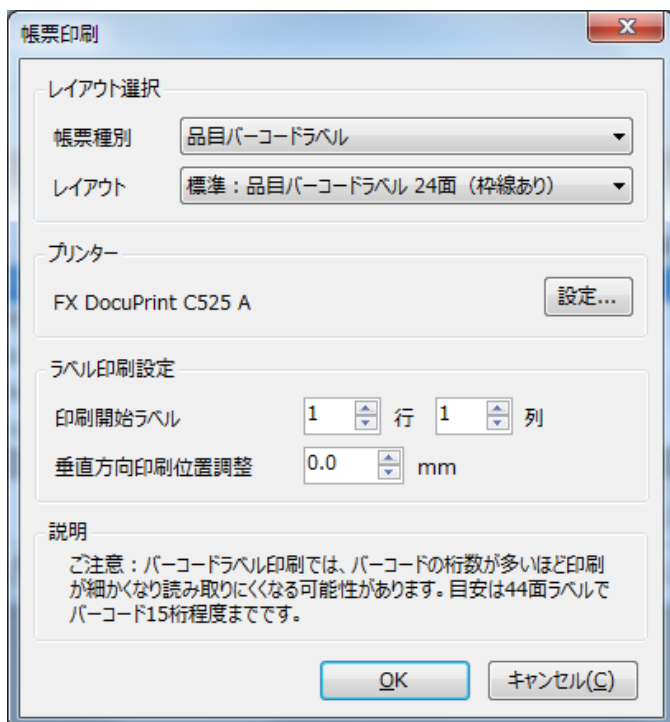 帳票印刷
レイアウト選択
帳票種別 品目バーコードラベル
レイアウト 標準：品目バーコードラベル 24面（枠線あり）
プリンター
FX DocuPrint C525 A 設定...
ラベル印刷設定
印刷開始ラベル 1 行 1 列
垂直方向印刷位置調整 0.0 mm
説明
ご注意：バーコードラベル印刷では、バーコードの桁数が多いほど印刷
が細かくなり読み取りにくくなる可能性があります。目安は44面ラベルで
バーコード15桁程度までです。
OK キャンセル(C)